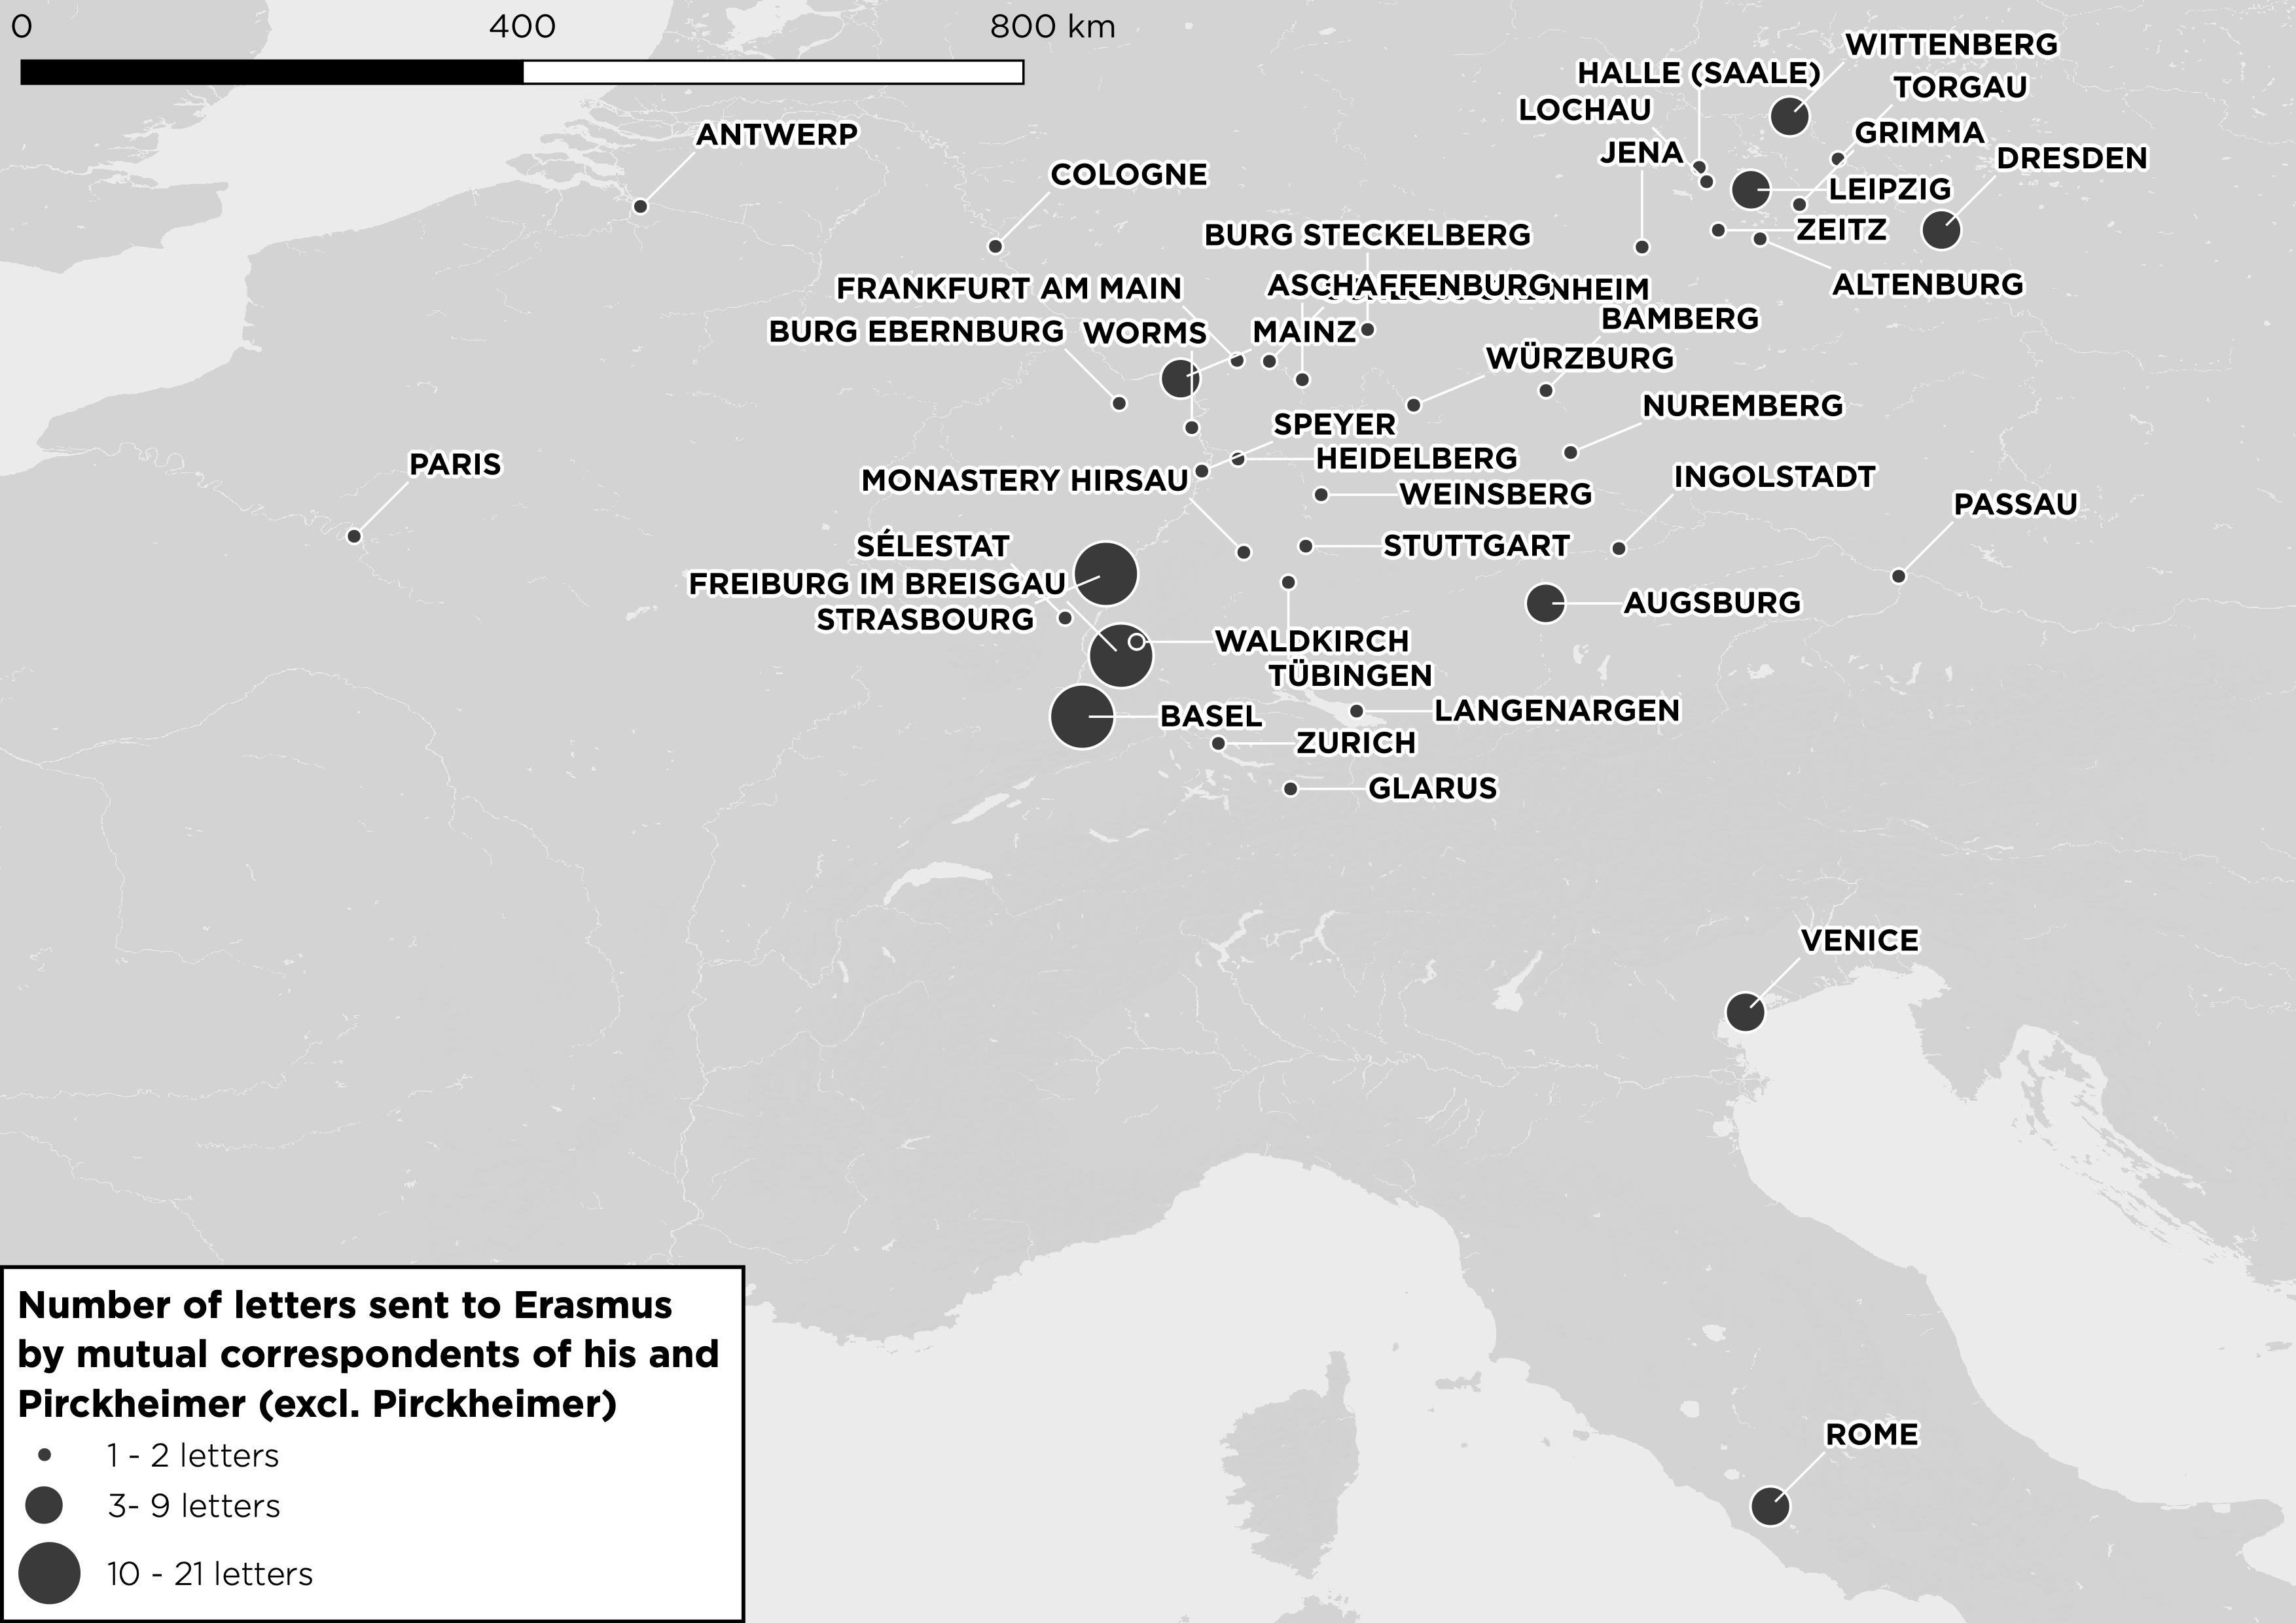 0 400 800 km
WITTENBERG
HALLE (SAALE)
TORGAU
LOCHAU
GRIMMA
ANTWERP
JENA
DRESDEN
COLOGNE
LEIPZIG
ZEITZ
BURG STECKELBERG
ALTENBURG
FRANKFURT AM MAIN
ASCHAFFENBURG
BAMBERG
BURG EBERNBURG
WORMS
MAINZ
WÜRZBURG
NUREMBERG
SPEYER
HEIDELBERG
PARIS
MONASTERY HIRSAU
INGOLSTADT
WEINSBERG
PASSAU
SÉLESTAT
STUTTGART
FREIBURG IM BREISGAU
AUGSBURG
STRASBOURG
WALDKIRCH
TÜBINGEN
LANGENARGEN
BASEL
ZURICH
GLARUS
VENICE
ROME
Number of letters sent to Erasmus
by mutual correspondents of his and
Pirckheimer (excl. Pirckheimer)
1 - 2 letters
3- 9 letters
10 - 21 letters